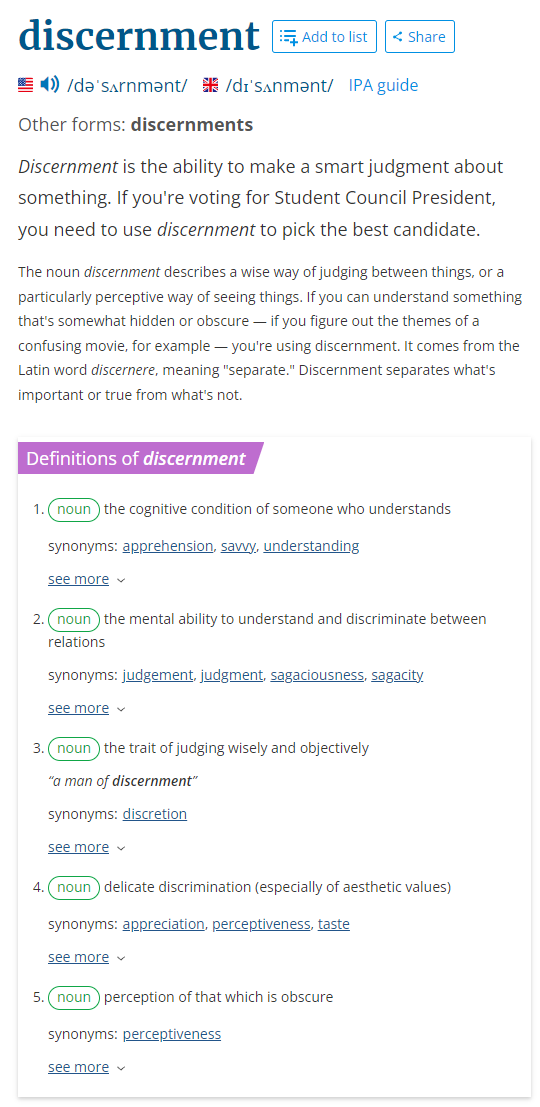 discernment Add to list Share
/dəˈsʌrnmənt/ /dɪˈsʌnmənt/ IPA guide
Other forms: discernments
Discernment is the ability to make a smart judgment about
something. If you're voting for Student Council President,
you need to use discernment to pick the best candidate.
The noun discernment describes a wise way of judging between things, or a
particularly perceptive way of seeing things. If you can understand something
that's somewhat hidden or obscure — if you figure out the themes of a
confusing movie, for example — you're using discernment. It comes from the
Latin word discernere, meaning "separate." Discernment separates what's
important or true from what's not.
Definitions of discernment
1. noun the cognitive condition of someone who understands
synonyms: apprehension, savvy, understanding
see more
2. noun the mental ability to understand and discriminate between
relations
synonyms: judgement, judgment, sagaciousness, sagacity
see more
3. noun the trait of judging wisely and objectively
“a man of discernment”
synonyms: discretion
see more
4. noun delicate discrimination (especially of aesthetic values)
synonyms: appreciation, perceptiveness, taste
see more
5. noun perception of that which is obscure
synonyms: perceptiveness
see more